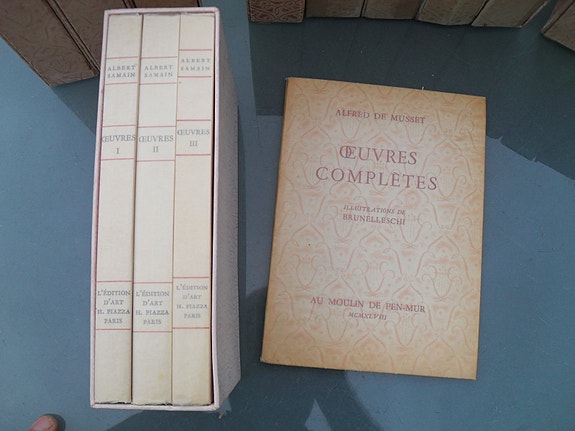 ALBERT
SAMAIN
ŒUVRES
I
L'ÉDITION
D'ART
H. PIAZZA
PARIS
ALBERT
SAMAIN
ŒUVRES
II
L'ÉDITION
D'ART
H. PIAZZA
PARIS
ALBERT
SAMAIN
ŒUVRES
III
L'ÉDITION
D'ART
H. PIAZZA
PARIS
ALFRED DE MUSSET
ŒUVRES
COMPLÈTES
ILLUSTRATIONS DE
BRUNELLESCHI
AU MOULIN DE PEN-MUR
MCMXLVIII